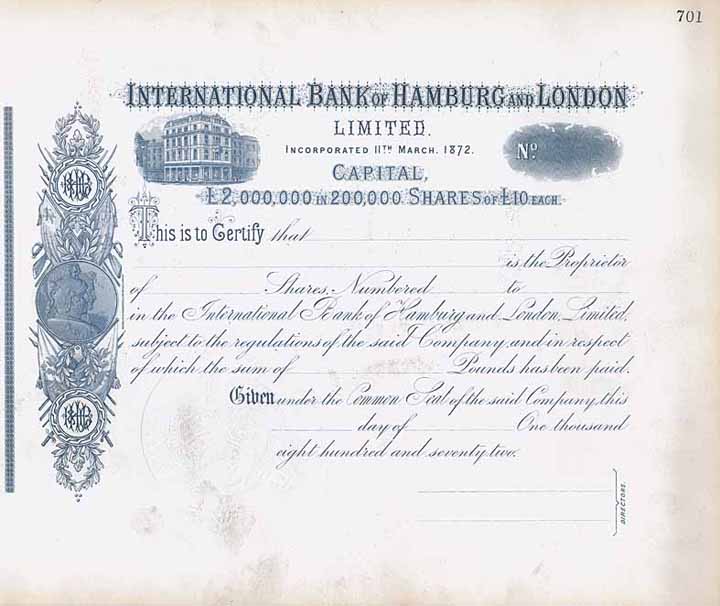 701
INTERNATIONAL BANK OF HAMBURG AND LONDON
LIMITED.
INCORPORATED 11TH MARCH. 1872.
No
CAPITAL,
£2,000,000 IN 200,000 SHARES OF £10 EACH.
This is to Certify that
is the Proprietor
of Shares, Numbered to
in the International Bank of Hamburg and London, Limited,
subject to the regulations of the said Company, and in respect
of which the sum of Pounds has been paid.
Given under the Common Seal of the said Company, this
day of One thousand
eight hundred and seventy two.
DIRECTORS.